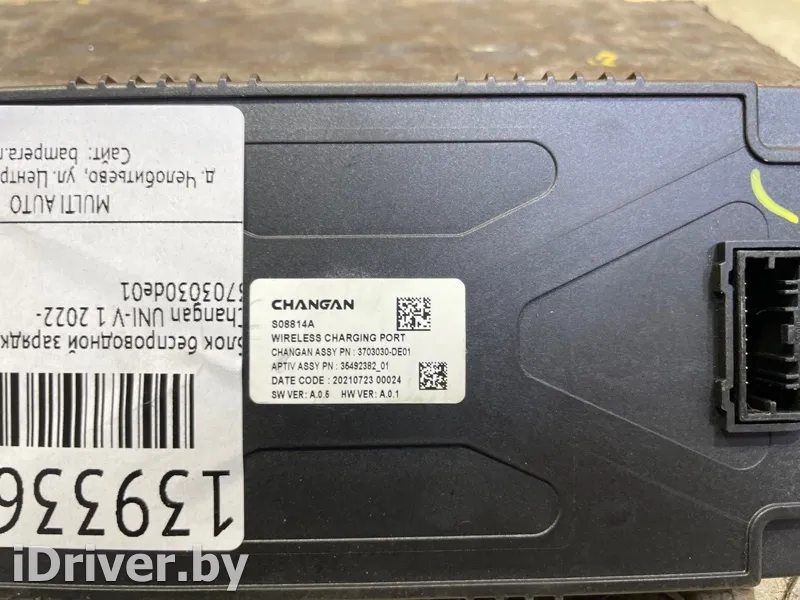 CHANGAN
S08814A
WIRELESS CHARGING PORT
CHANGAN ASSY PN : 3703030-DE01
APTIV ASSY PN : 35492382_01
DATE CODE : 20210723 00024
SW VER: A.0.5 HW VER: A.0.1
139336
блок беспроводной зарядк
Changan UNI-V 1 2022-
3703030de01
MULTI AUTO
д. Челобитьево, ул. Центр
Сайт: bampera.r
iDriver.by